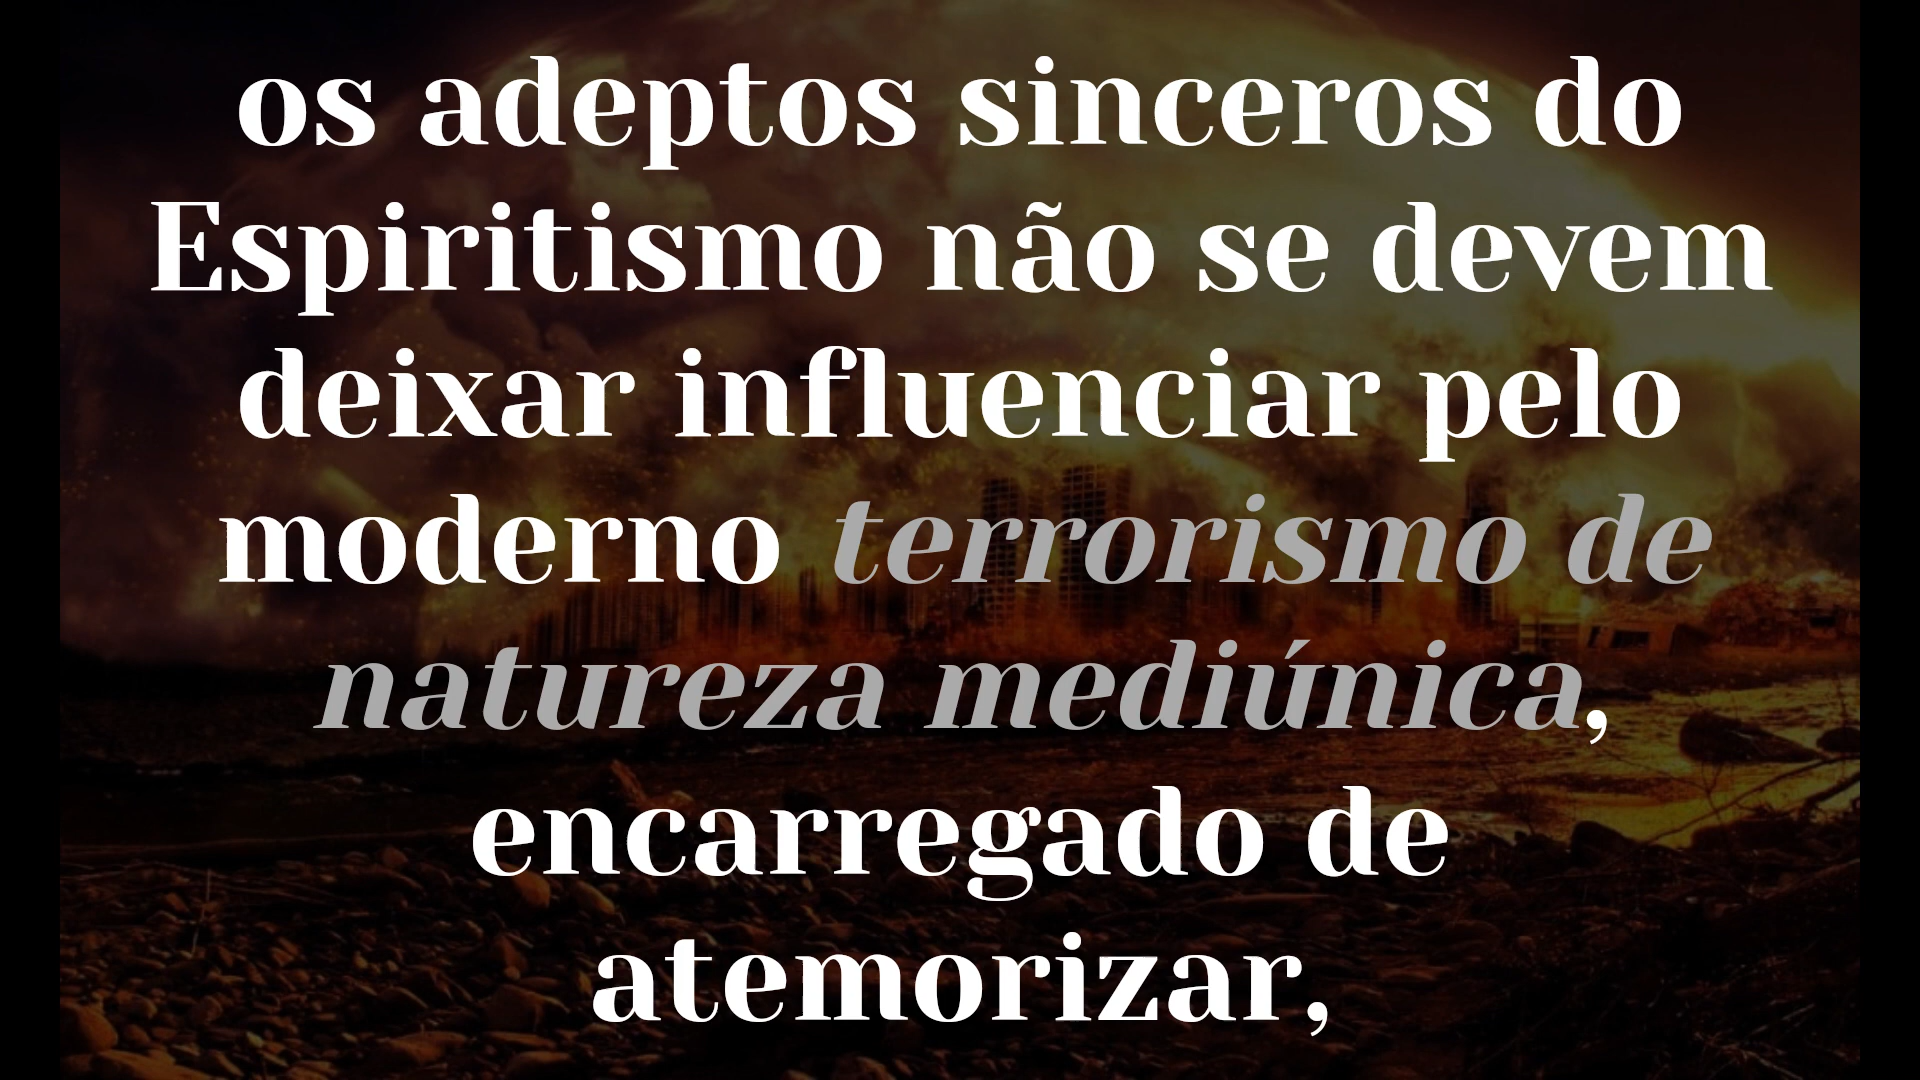 os adeptos sinceros do
Espiritismo não se devem
deixar influenciar pelo
moderno terrorismo de
natureza mediúnica,
encarregado de
atemorizar,